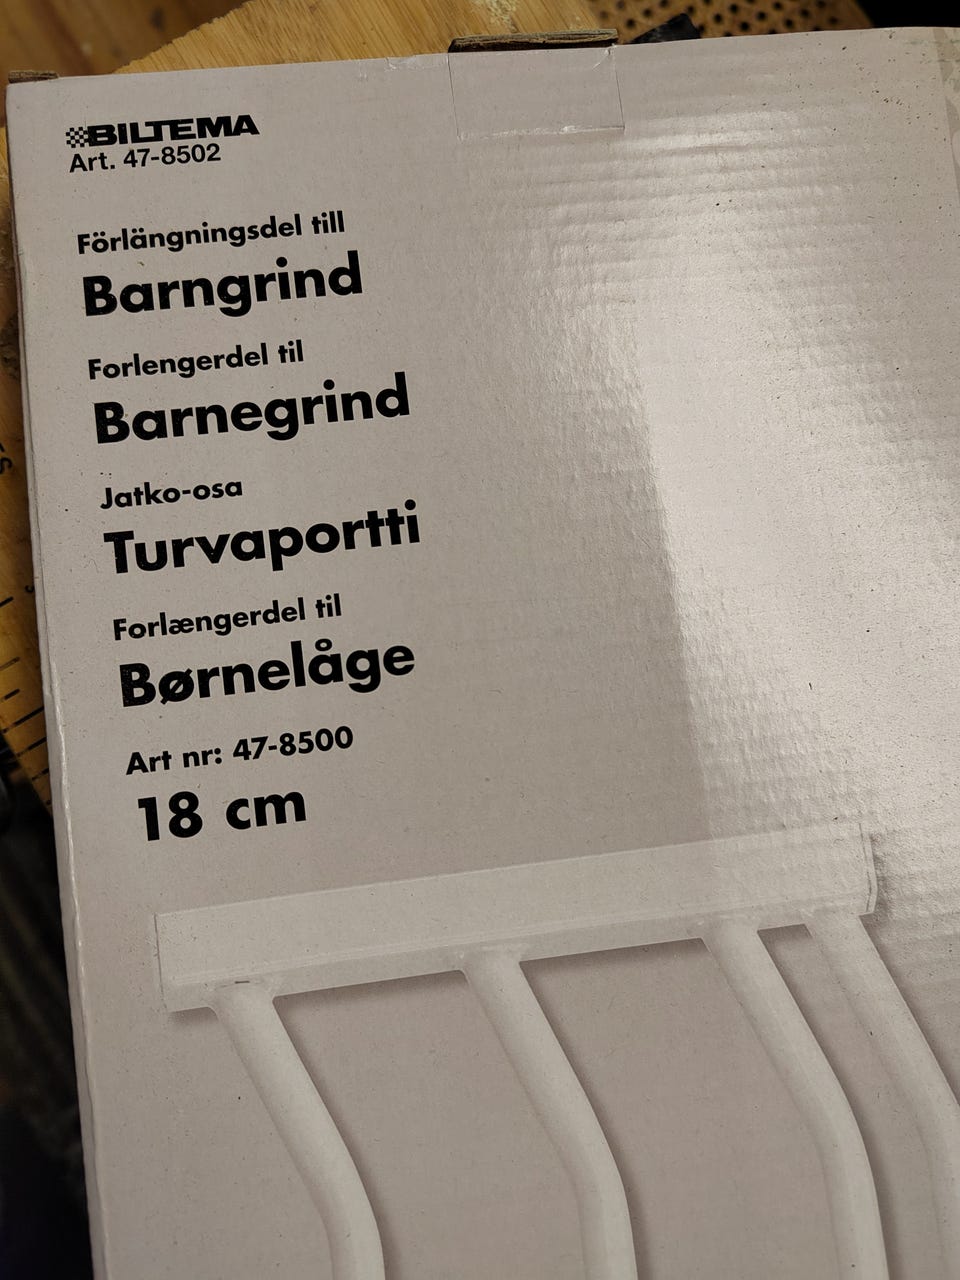 BILTEMA
Art. 47-8502
Förlängningsdel till
Barngrind
Forlengerdel til
Barnegrind
Jatko-osa
Turvaportti
Forlængerdel til
Børnelåge
Art nr: 47-8500
18 cm